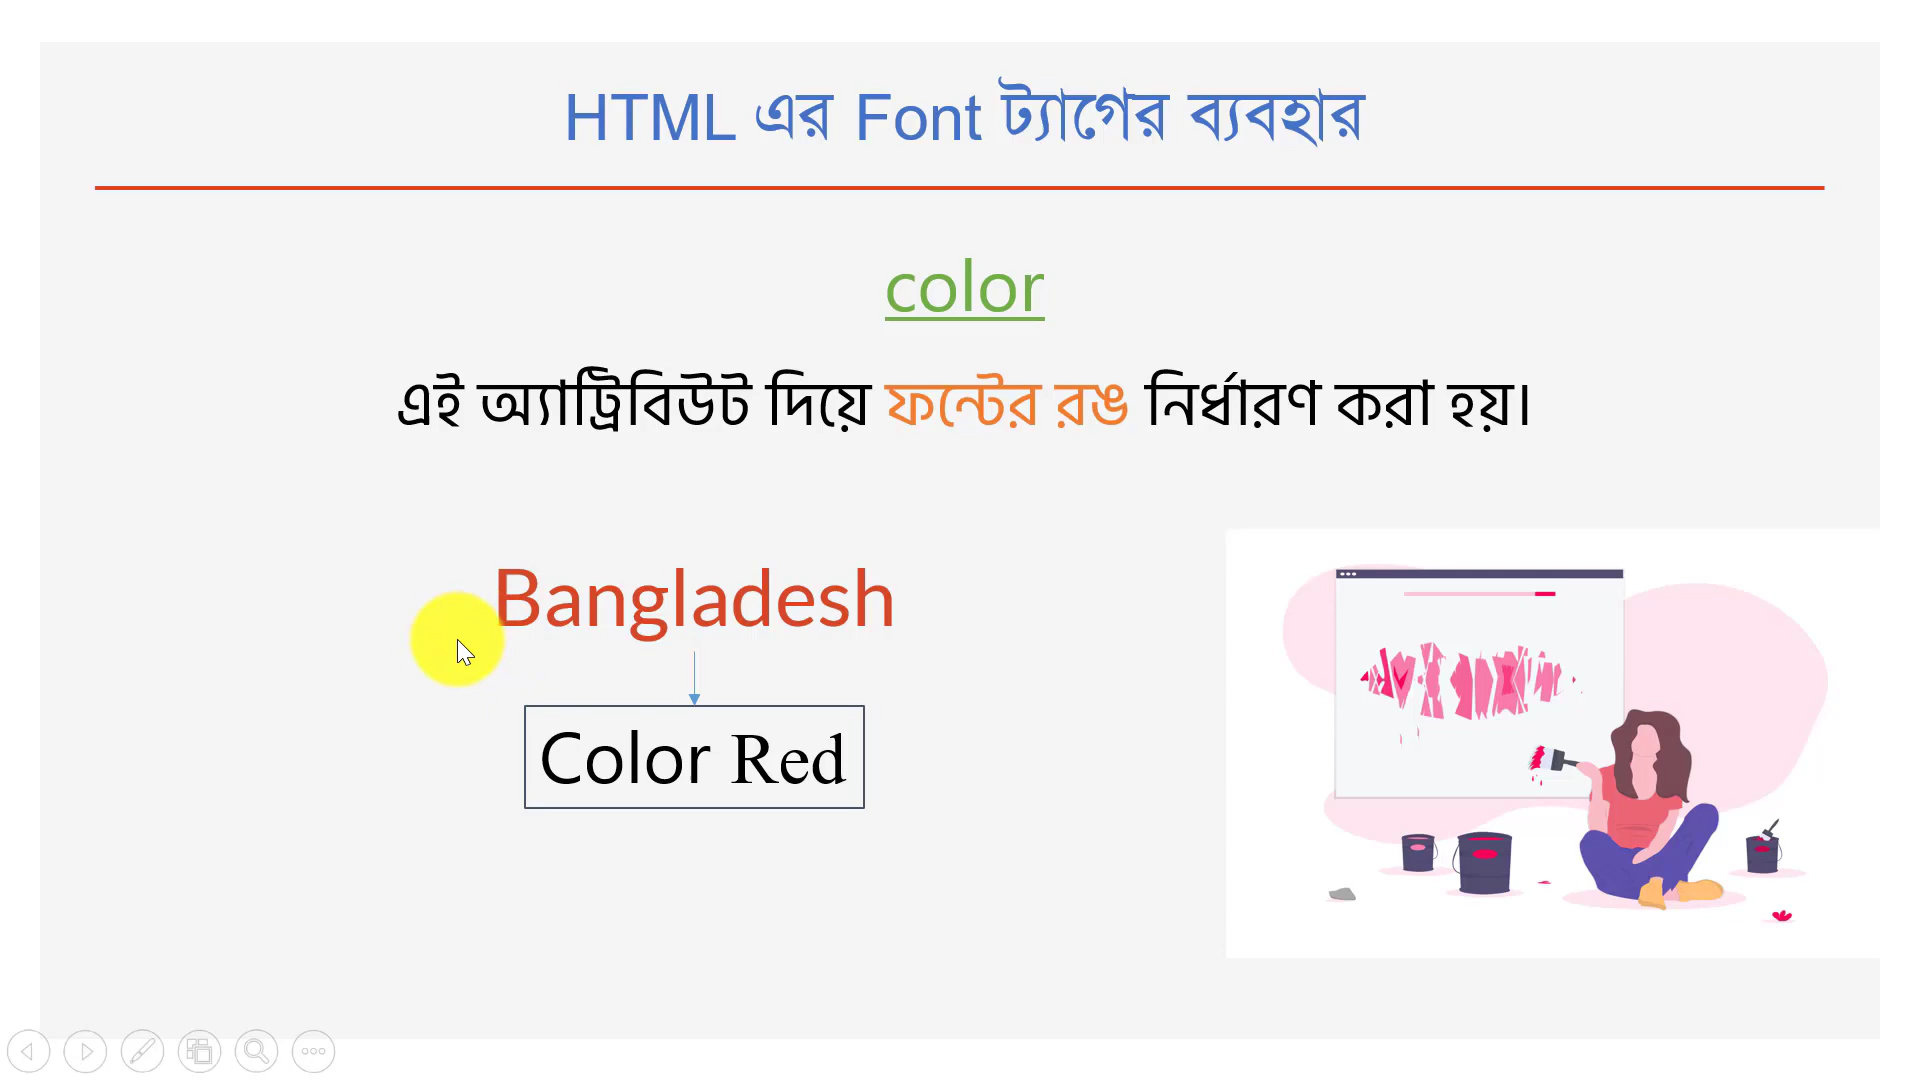 HTML এর Font ট্যাগের ব্যবহার
color
এই অ্যাট্রিবিউট দিয়ে ফন্টের রঙ নির্ধারণ করা হয়।
Bangladesh
Color Red